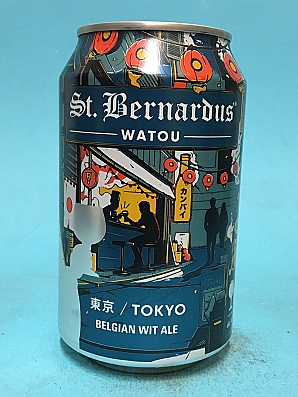 St. Bernardus
WATOU
カンパイ
東京 / TOKYO
BELGIAN WIT ALE